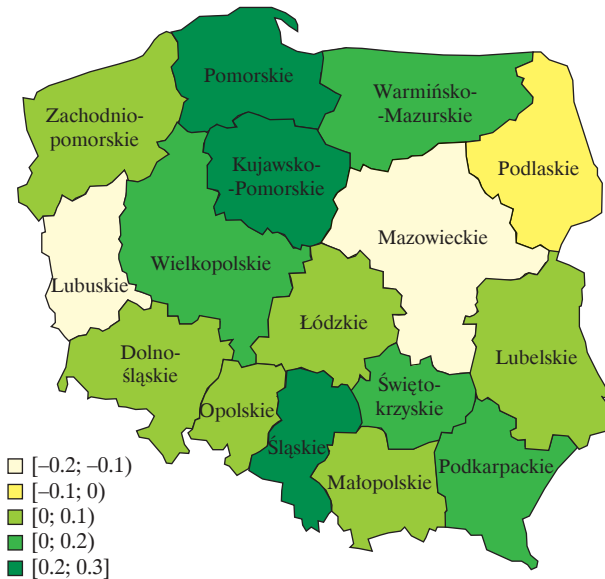 Pomorskie
Warmińsko-
-Mazurskie
Zachodnio-
pomorskie
Kujawsko-
-Pomorskie
Podlaskie
Mazowieckie
Wielkopolskie
Lubuskie
Łódzkie
Dolno-
śląskie
Lubelskie
Opolskie
Święto-
krzyskie
Śląskie
Małopolskie
Podkarpackie
[–0.2; –0.1)
[–0.1; 0)
[0; 0.1)
[0; 0.2)
[0.2; 0.3]